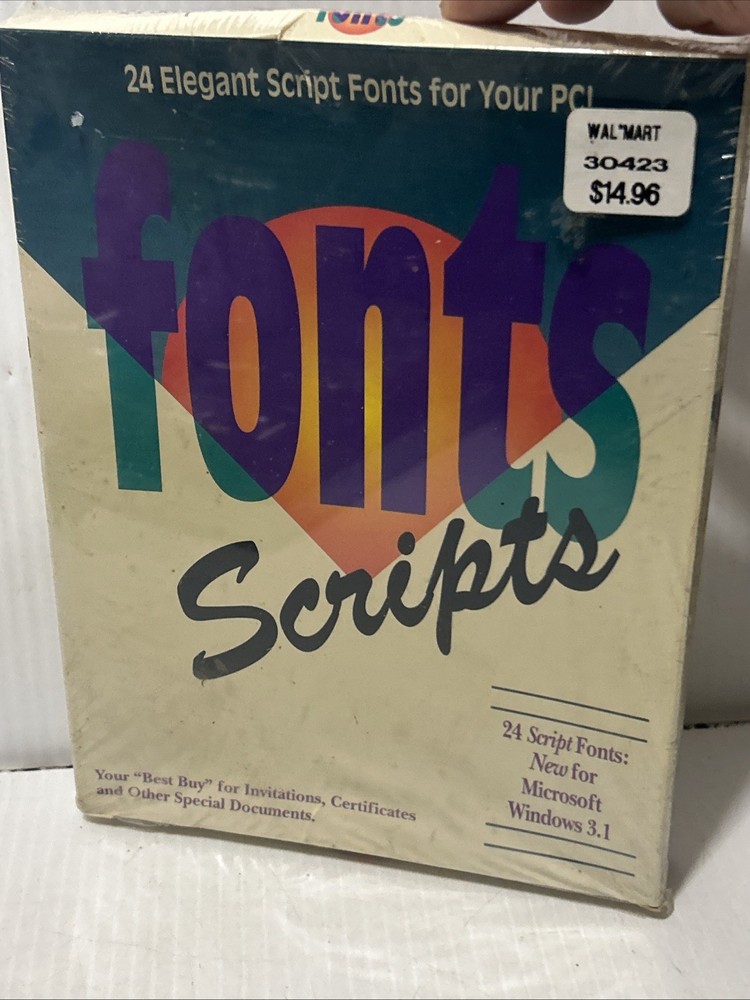 fonts
24 Elegant Script Fonts for Your PC!
WAL*MART
30423
$14.96
fonts
Scripts
24 Script Fonts:
New for
Microsoft
Windows 3.1
Your “Best Buy” for Invitations, Certificates
and Other Special Documents.